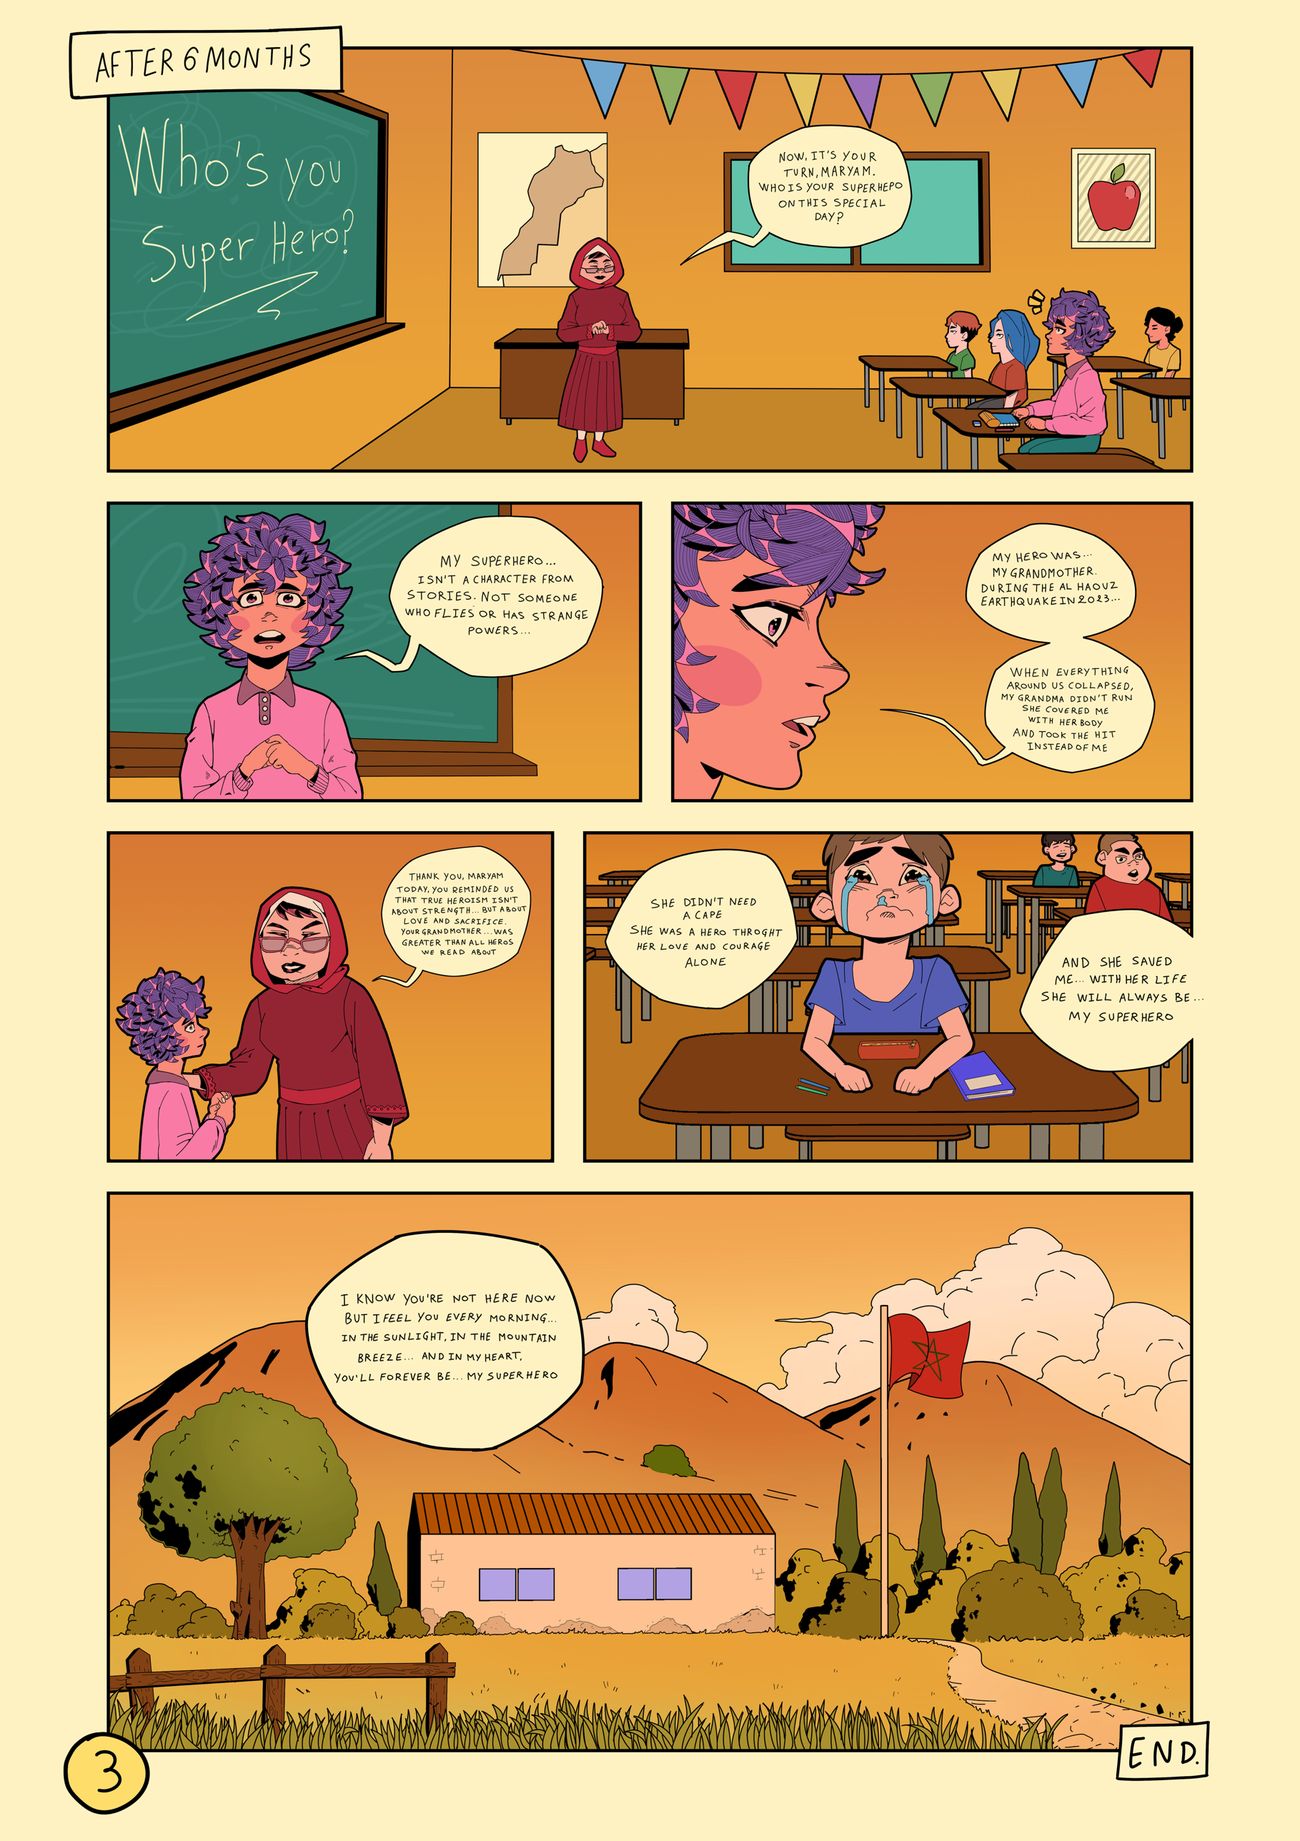 AFTER 6 MONTHS
Who's you
Super Hero?
NOW, IT'S YOUR
TURN, MARYAM.
WHO IS YOUR SUPERHEPO
ON THIS SPECIAL
DAY?
MY SUPERHERO...
ISN'T A CHARACTER FROM
STORIES. NOT SOMEONE
WHO FLIES OR HAS STRANGE
POWERS...
MY HERO WAS...
MY GRANDMOTHER.
DURING THE AL HAOUZ
EARTHQUAKE IN 2023...
WHEN EVERYTHING
AROUND US COLLAPSED,
MY GRANDMA DIDN'T RUN
SHE COVERED ME
WITH HER BODY
AND TOOK THE HIT
INSTEAD OF ME
THANK YOU, MARYAM
TODAY, YOU REMINDED US
THAT TRUE HEROISM ISN'T
ABOUT STRENGTH... BUT ABOUT
LOVE AND SACRIFICE.
YOUR GRANDMOTHER... WAS
GREATER THAN ALL HEROS
WE READ ABOUT
SHE DIDN'T NEED
A CAPE
SHE WAS A HERO THROGHT
HER LOVE AND COURAGE
ALONE
AND SHE SAVED
ME... WITH HER LIFE
SHE WILL ALWAYS BE...
MY SUPERHERO
I KNOW YOU'RE NOT HERE NOW
BUT I FEEL YOU EVERY MORNING...
IN THE SUNLIGHT, IN THE MOUNTAIN
BREEZE... AND IN MY HEART.
YOU'LL FOREVER BE... MY SUPERHERO
3
END.